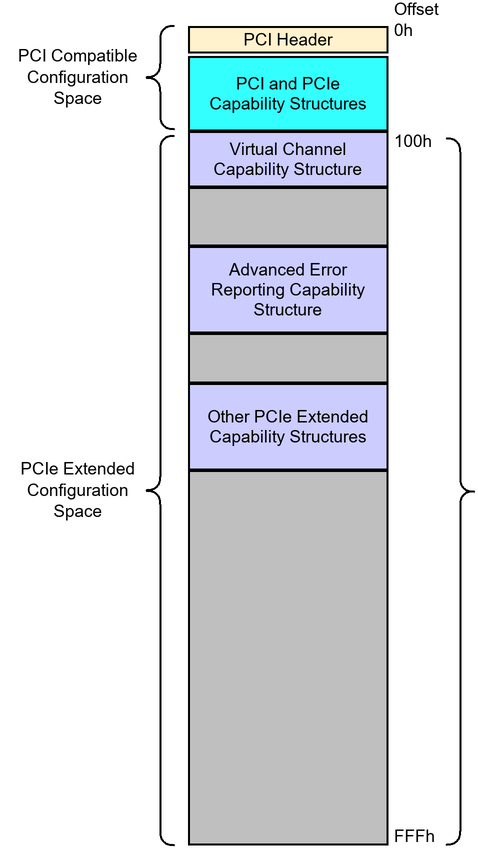 Offset
0h
PCI Header
PCI Compatible
Configuration
Space
PCI and PCIe
Capability Structures
100h
Virtual Channel
Capability Structure
Advanced Error
Reporting Capability
Structure
Other PCIe Extended
Capability Structures
PCIe Extended
Configuration
Space
FFFh